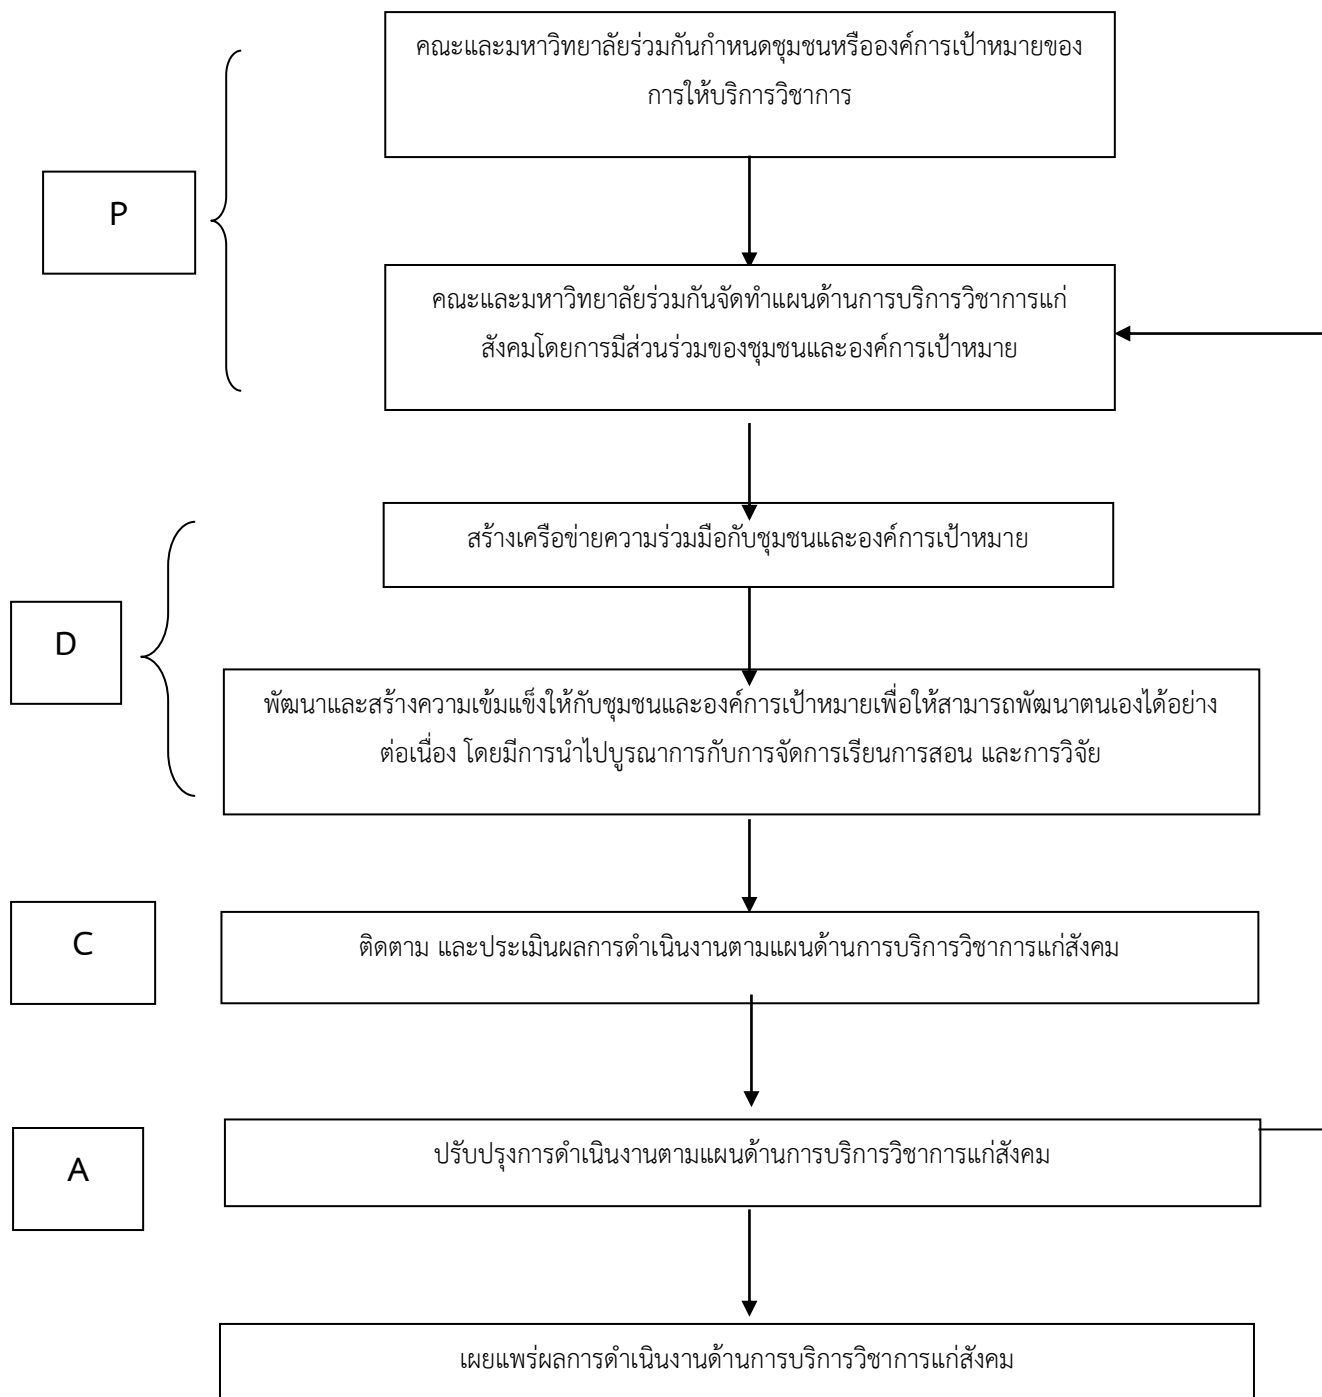 คณะและมหาวิทยาลัยร่วมกันกำหนดชุมชนหรือองค์การเป้าหมายของ
การให้บริการวิชาการ
P
คณะและมหาวิทยาลัยร่วมกันจัดทำแผนด้านการบริการวิชาการแก่
สังคมโดยการมีส่วนร่วมของชุมชนและองค์การเป้าหมาย
สร้างเครือข่ายความร่วมมือกับชุมชนและองค์การเป้าหมาย
D
พัฒนาและสร้างความเข้มแข็งให้กับชุมชนและองค์การเป้าหมายเพื่อให้สามารถพัฒนาตนเองได้อย่าง
ต่อเนื่อง โดยมีการนำไปบูรณาการกับการจัดการเรียนการสอน และการวิจัย
C
ติดตาม และประเมินผลการดำเนินงานตามแผนด้านการบริการวิชาการแก่สังคม
A
ปรับปรุงการดำเนินงานตามแผนด้านการบริการวิชาการแก่สังคม
เผยแพร่ผลการดำเนินงานด้านการบริการวิชาการแก่สังคม